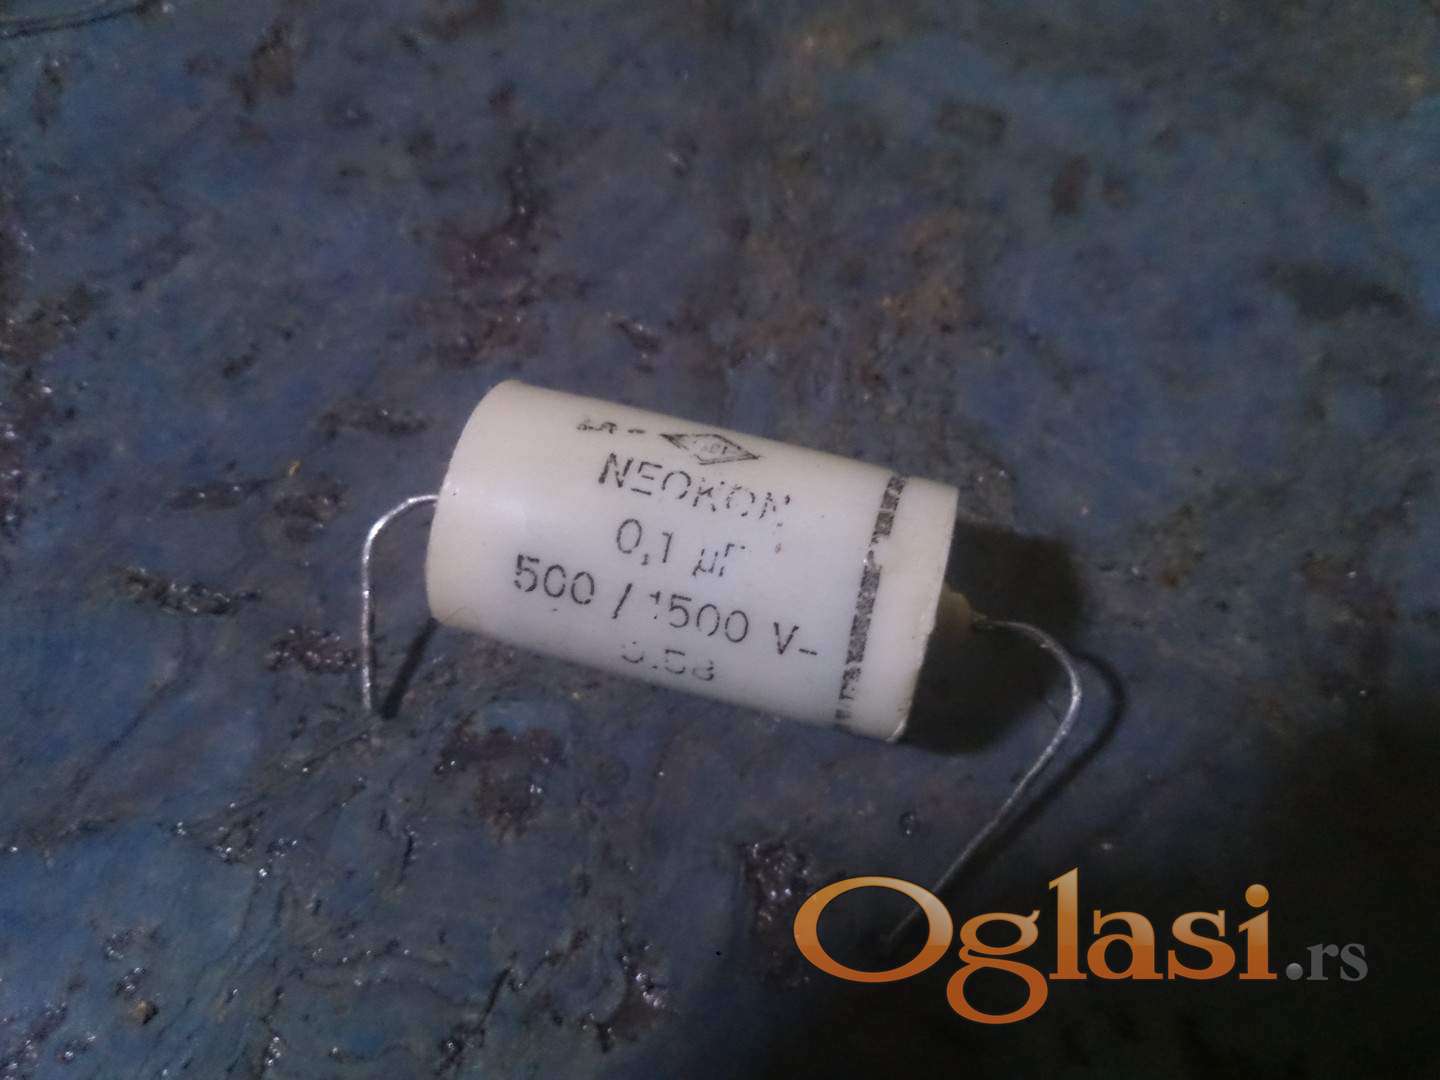 NEOKON
0,1 µF
500 / 1500 V-
Oglasi.rs